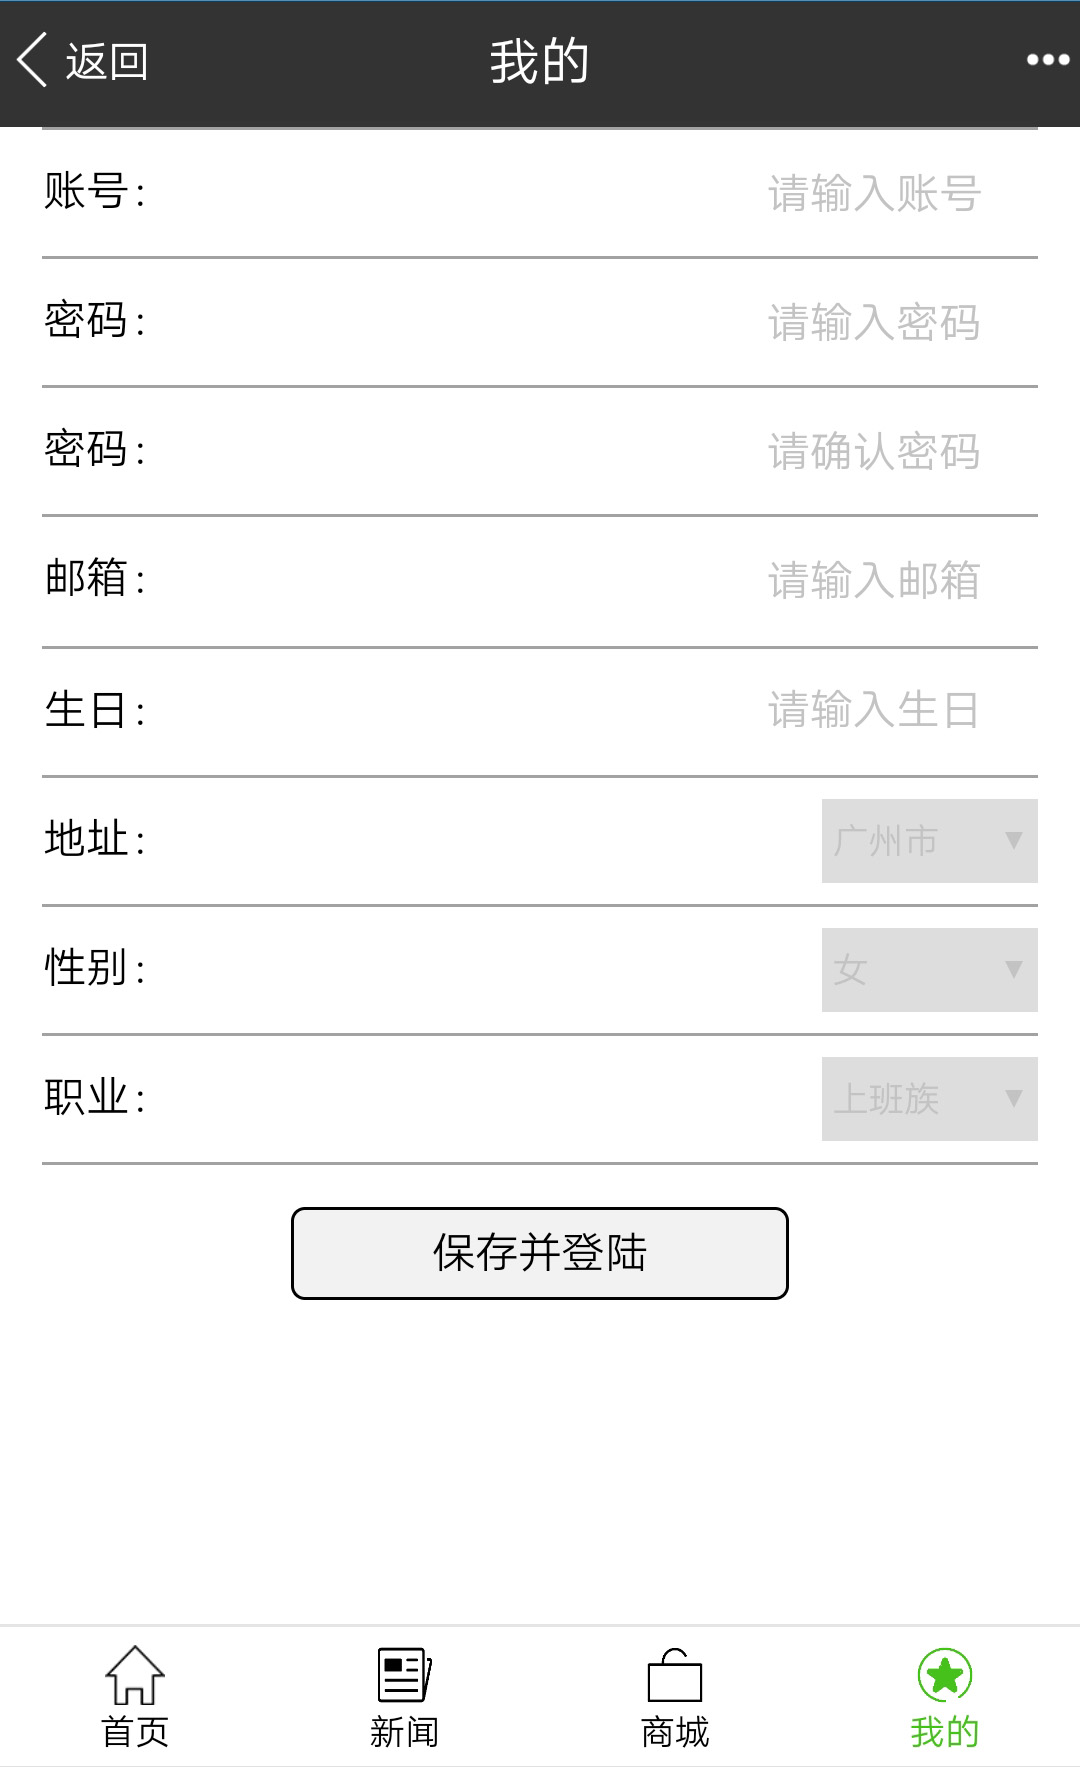 返回
我的
账号:
请输入账号
密码:
请输入密码
密码:
请确认密码
邮箱:
请输入邮箱
生日:
请输入生日
地址:
广州市
性别:
女
职业:
上班族
保存并登陆
首页
新闻
商城
我的